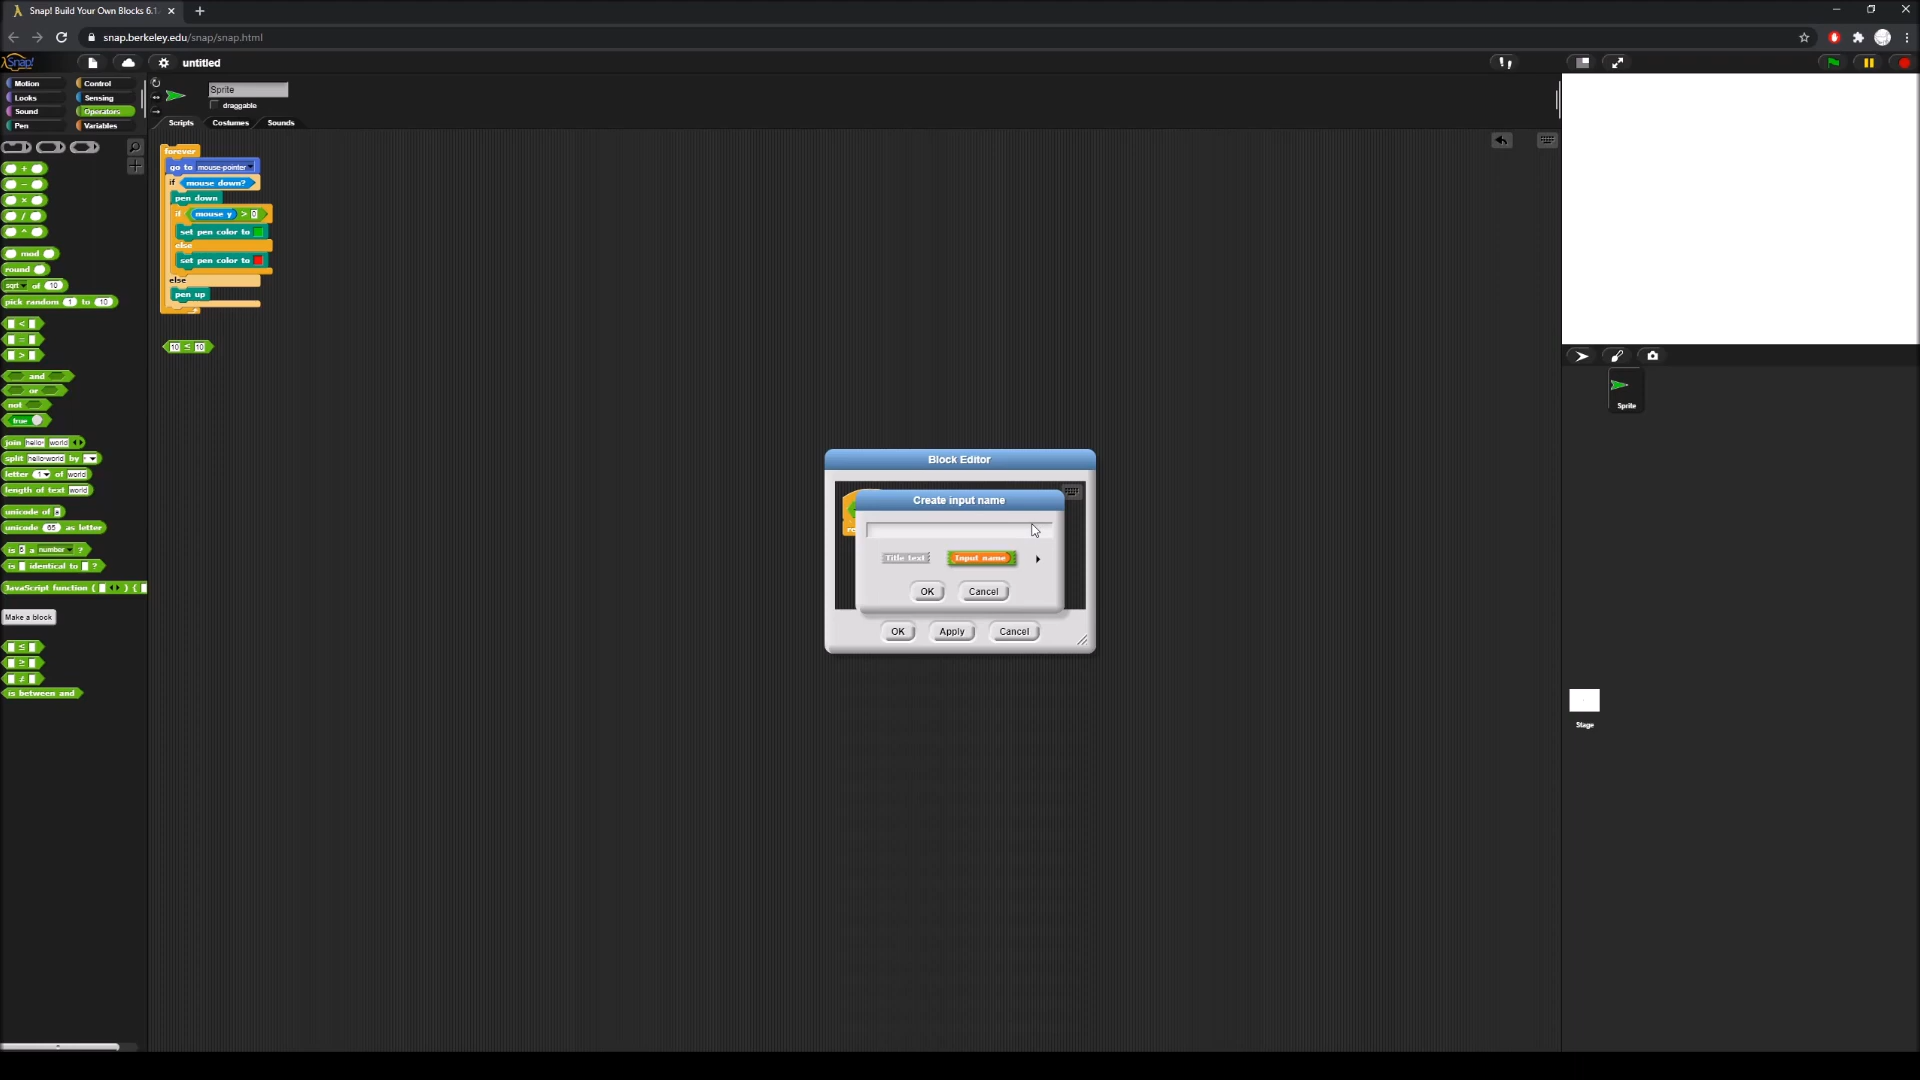 Snap! Build Your Own Blocks 6.1.
snap.berkeley.edu/snap/snap.html
Snap!
untitled
Motion
Control
Looks
Sensing
Sound
Operators
Pen
Variables
Sprite
draggable
Scripts
Costumes
Sounds
+
−
×
/
^
mod
round
sqrt of 10
pick random 1 to 10
<
=
>
and
or
not
true
join hello world
split hello world by
letter 1 of world
length of text world
unicode of a
unicode 65 as letter
is 5 a number ?
is identical to ?
JavaScript function ( ) {
Make a block
≤
≥
≠
is between and
forever
go to mouse-pointer
if mouse down?
pen down
if mouse y > 0
set pen color to
else
set pen color to
else
pen up
10 ≤ 10
Block Editor
Create input name
Title text
Input name
OK
Cancel
OK
Apply
Cancel
Sprite
Stage